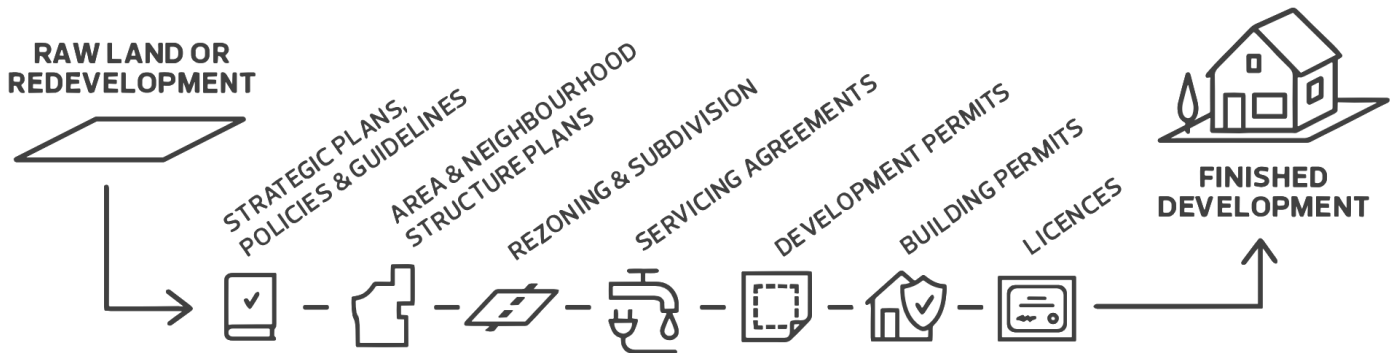 RAW LAND OR
REDEVELOPMENT
STRATEGIC PLANS,
POLICIES & GUIDELINES
AREA & NEIGHBOURHOOD
STRUCTURE PLANS
REZONING & SUBDIVISION
SERVICING AGREEMENTS
DEVELOPMENT PERMITS
BUILDING PERMITS
LICENCES
FINISHED
DEVELOPMENT